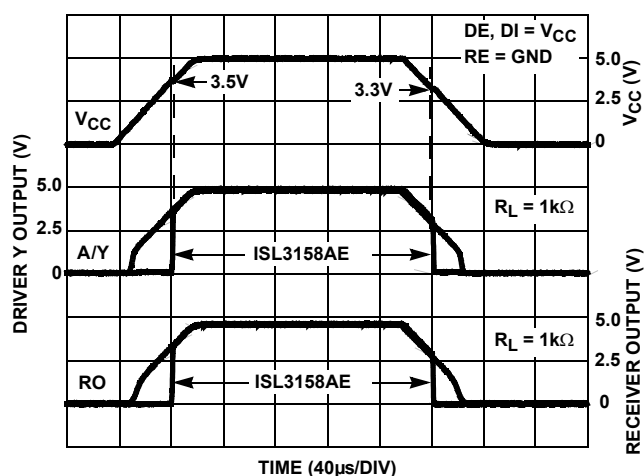 DE, DI = VCC
RE = GND
5.0
3.5V
3.3V
2.5
VCC
0
VCC (V)
5.0
RL = 1kΩ
2.5
A/Y
ISL3158AE
0
DRIVER Y OUTPUT (V)
RL = 1kΩ
5.0
2.5
RO
ISL3158AE
0
RECEIVER OUTPUT (V)
TIME (40µs/DIV)